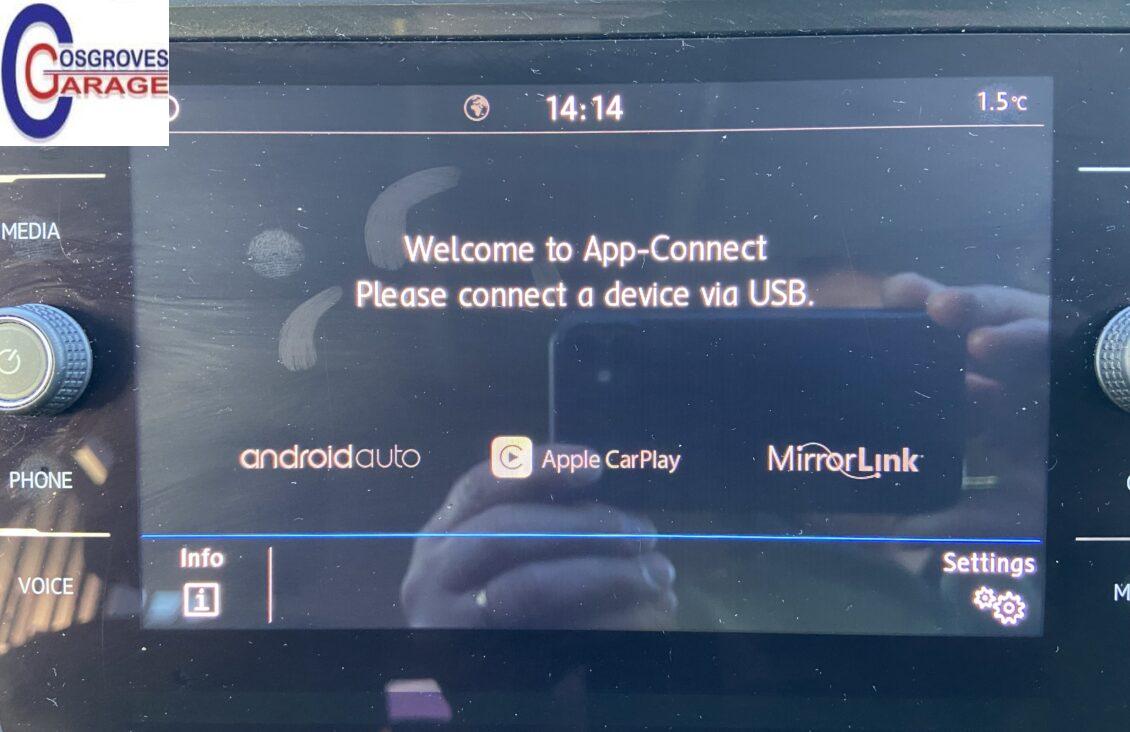 COSGROVES
GARAGE
14:14
1.5°C
MEDIA
Welcome to App-Connect
Please connect a device via USB.
androidauto
Apple CarPlay
MirrorLink
PHONE
VOICE
Info
i
Settings